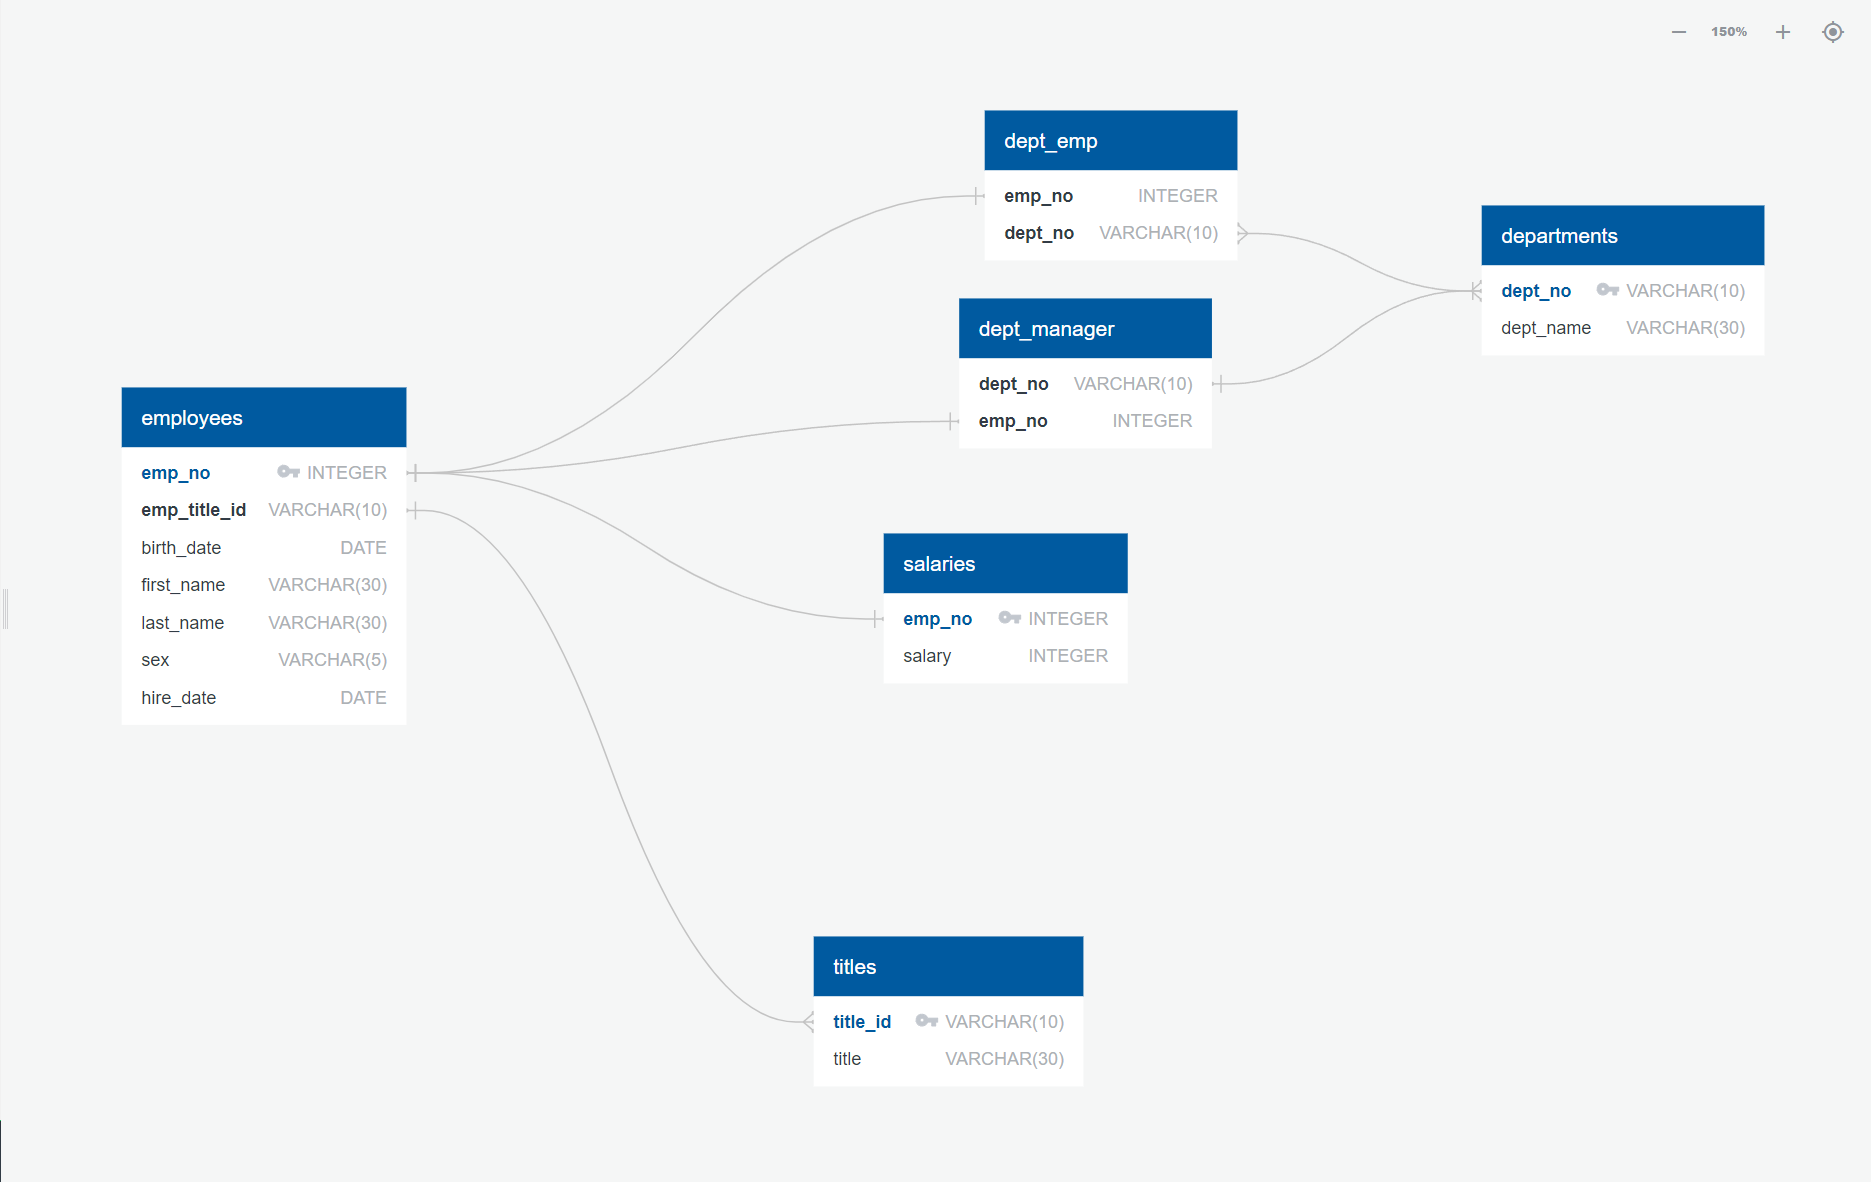 150%
dept_emp
emp_no INTEGER
dept_no VARCHAR(10)
departments
dept_no VARCHAR(10)
dept_name VARCHAR(30)
dept_manager
dept_no VARCHAR(10)
emp_no INTEGER
employees
emp_no INTEGER
emp_title_id VARCHAR(10)
birth_date DATE
first_name VARCHAR(30)
last_name VARCHAR(30)
sex VARCHAR(5)
hire_date DATE
salaries
emp_no INTEGER
salary INTEGER
titles
title_id VARCHAR(10)
title VARCHAR(30)